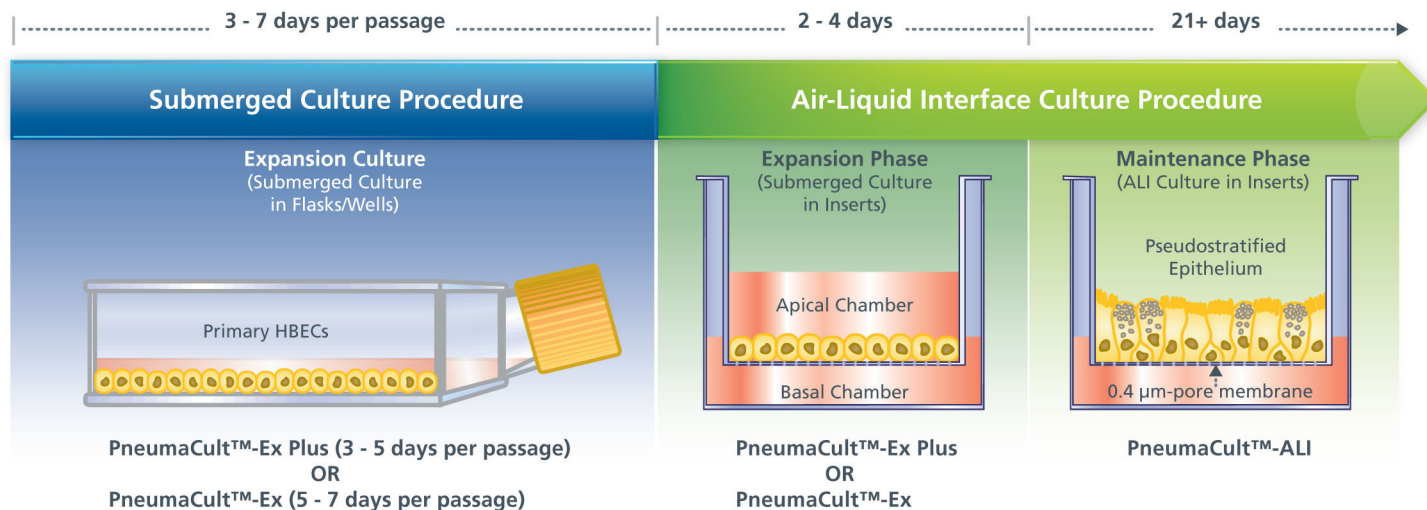 3 - 7 days per passage
2 - 4 days
21+ days
Submerged Culture Procedure
Air-Liquid Interface Culture Procedure
Expansion Culture
(Submerged Culture
in Flasks/Wells)
Expansion Phase
(Submerged Culture
in Inserts)
Maintenance Phase
(ALI Culture in Inserts)
Primary HBECs
Apical Chamber
Basal Chamber
Pseudostratified
Epithelium
0.4 µm-pore membrane
PneumaCult™-Ex Plus (3 - 5 days per passage)
OR
PneumaCult™-Ex (5 - 7 days per passage)
PneumaCult™-Ex Plus
OR
PneumaCult™-Ex
PneumaCult™-ALI